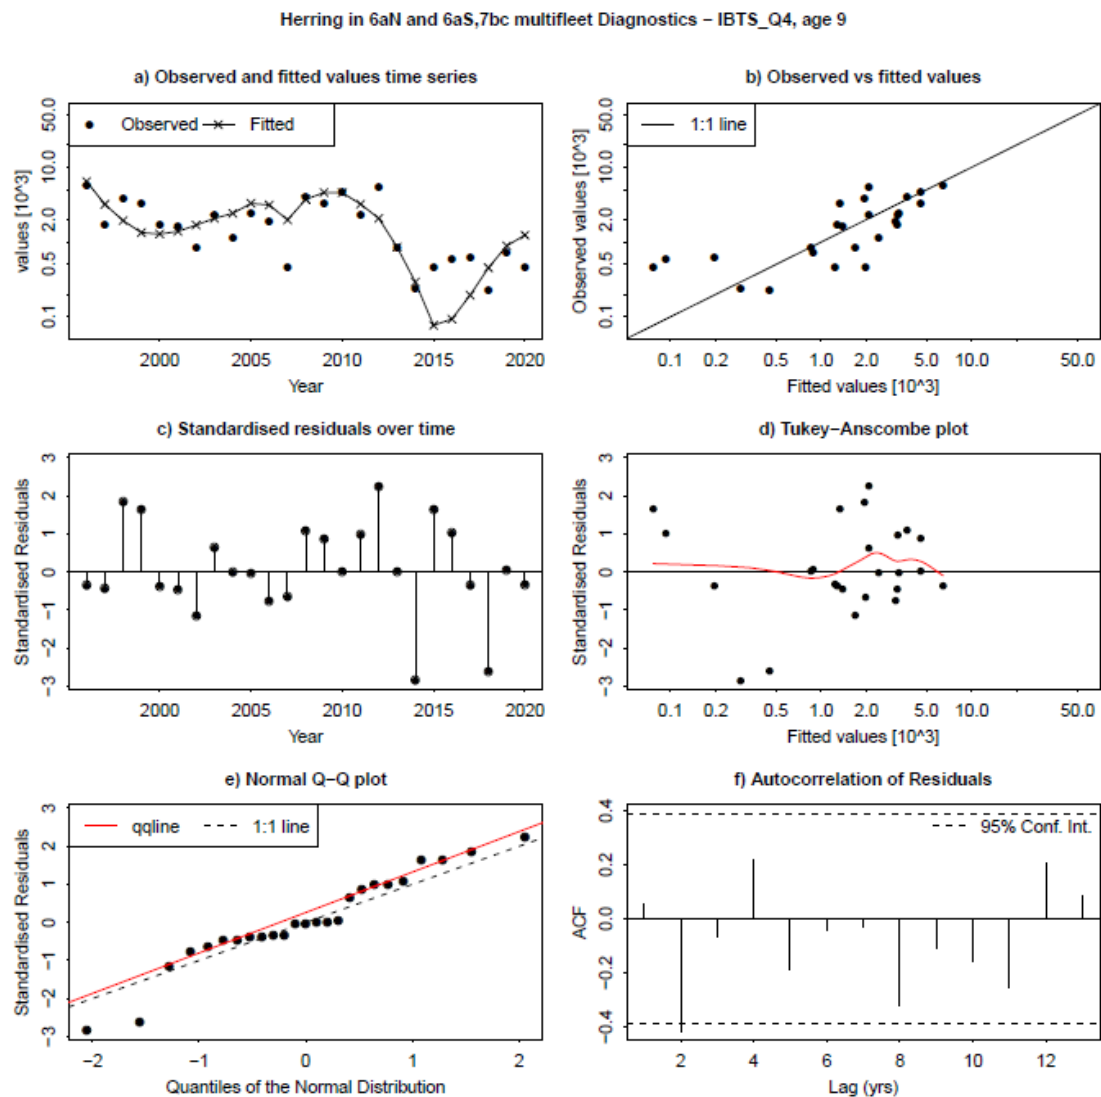 Herring in 6aN and 6aS,7bc multifleet Diagnostics − IBTS_Q4, age 9
a) Observed and fitted values time series
values [10^3]
50.0
10.0
2.0
0.5
0.1
Observed
Fitted
2000
2005
2010
2015
2020
Year
b) Observed vs fitted values
Observed values [10^3]
50.0
10.0
2.0
0.5
0.1
1:1 line
0.1
0.2
0.5
1.0
2.0
5.0
10.0
50.0
Fitted values [10^3]
c) Standardised residuals over time
Standardised Residuals
3
2
1
0
−1
−2
−3
2000
2005
2010
2015
2020
Year
d) Tukey−Anscombe plot
Standardised Residuals
3
2
1
0
−1
−2
−3
0.1
0.2
0.5
1.0
2.0
5.0
10.0
50.0
Fitted values [10^3]
e) Normal Q−Q plot
Standardised Residuals
3
2
1
0
−1
−2
−3
qqline
1:1 line
−2
−1
0
1
2
Quantiles of the Normal Distribution
f) Autocorrelation of Residuals
ACF
0.4
0.2
0.0
−0.2
−0.4
95% Conf. Int.
2
4
6
8
10
12
Lag (yrs)